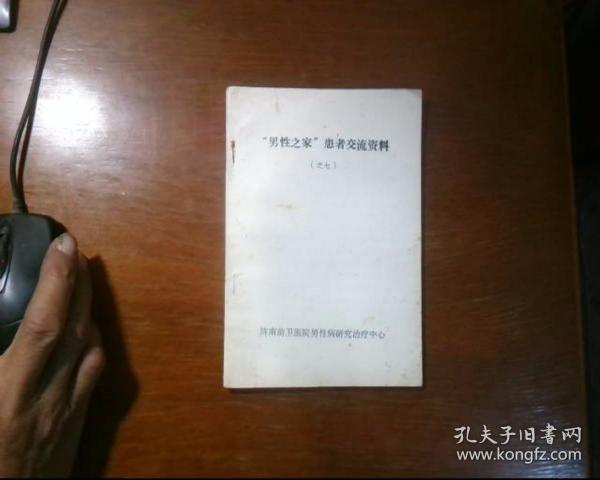 “男性之家”患者交流资料
（之七）
济南前卫医院男性病研究治疗中心
孔夫子旧书网
www.kongfz.com